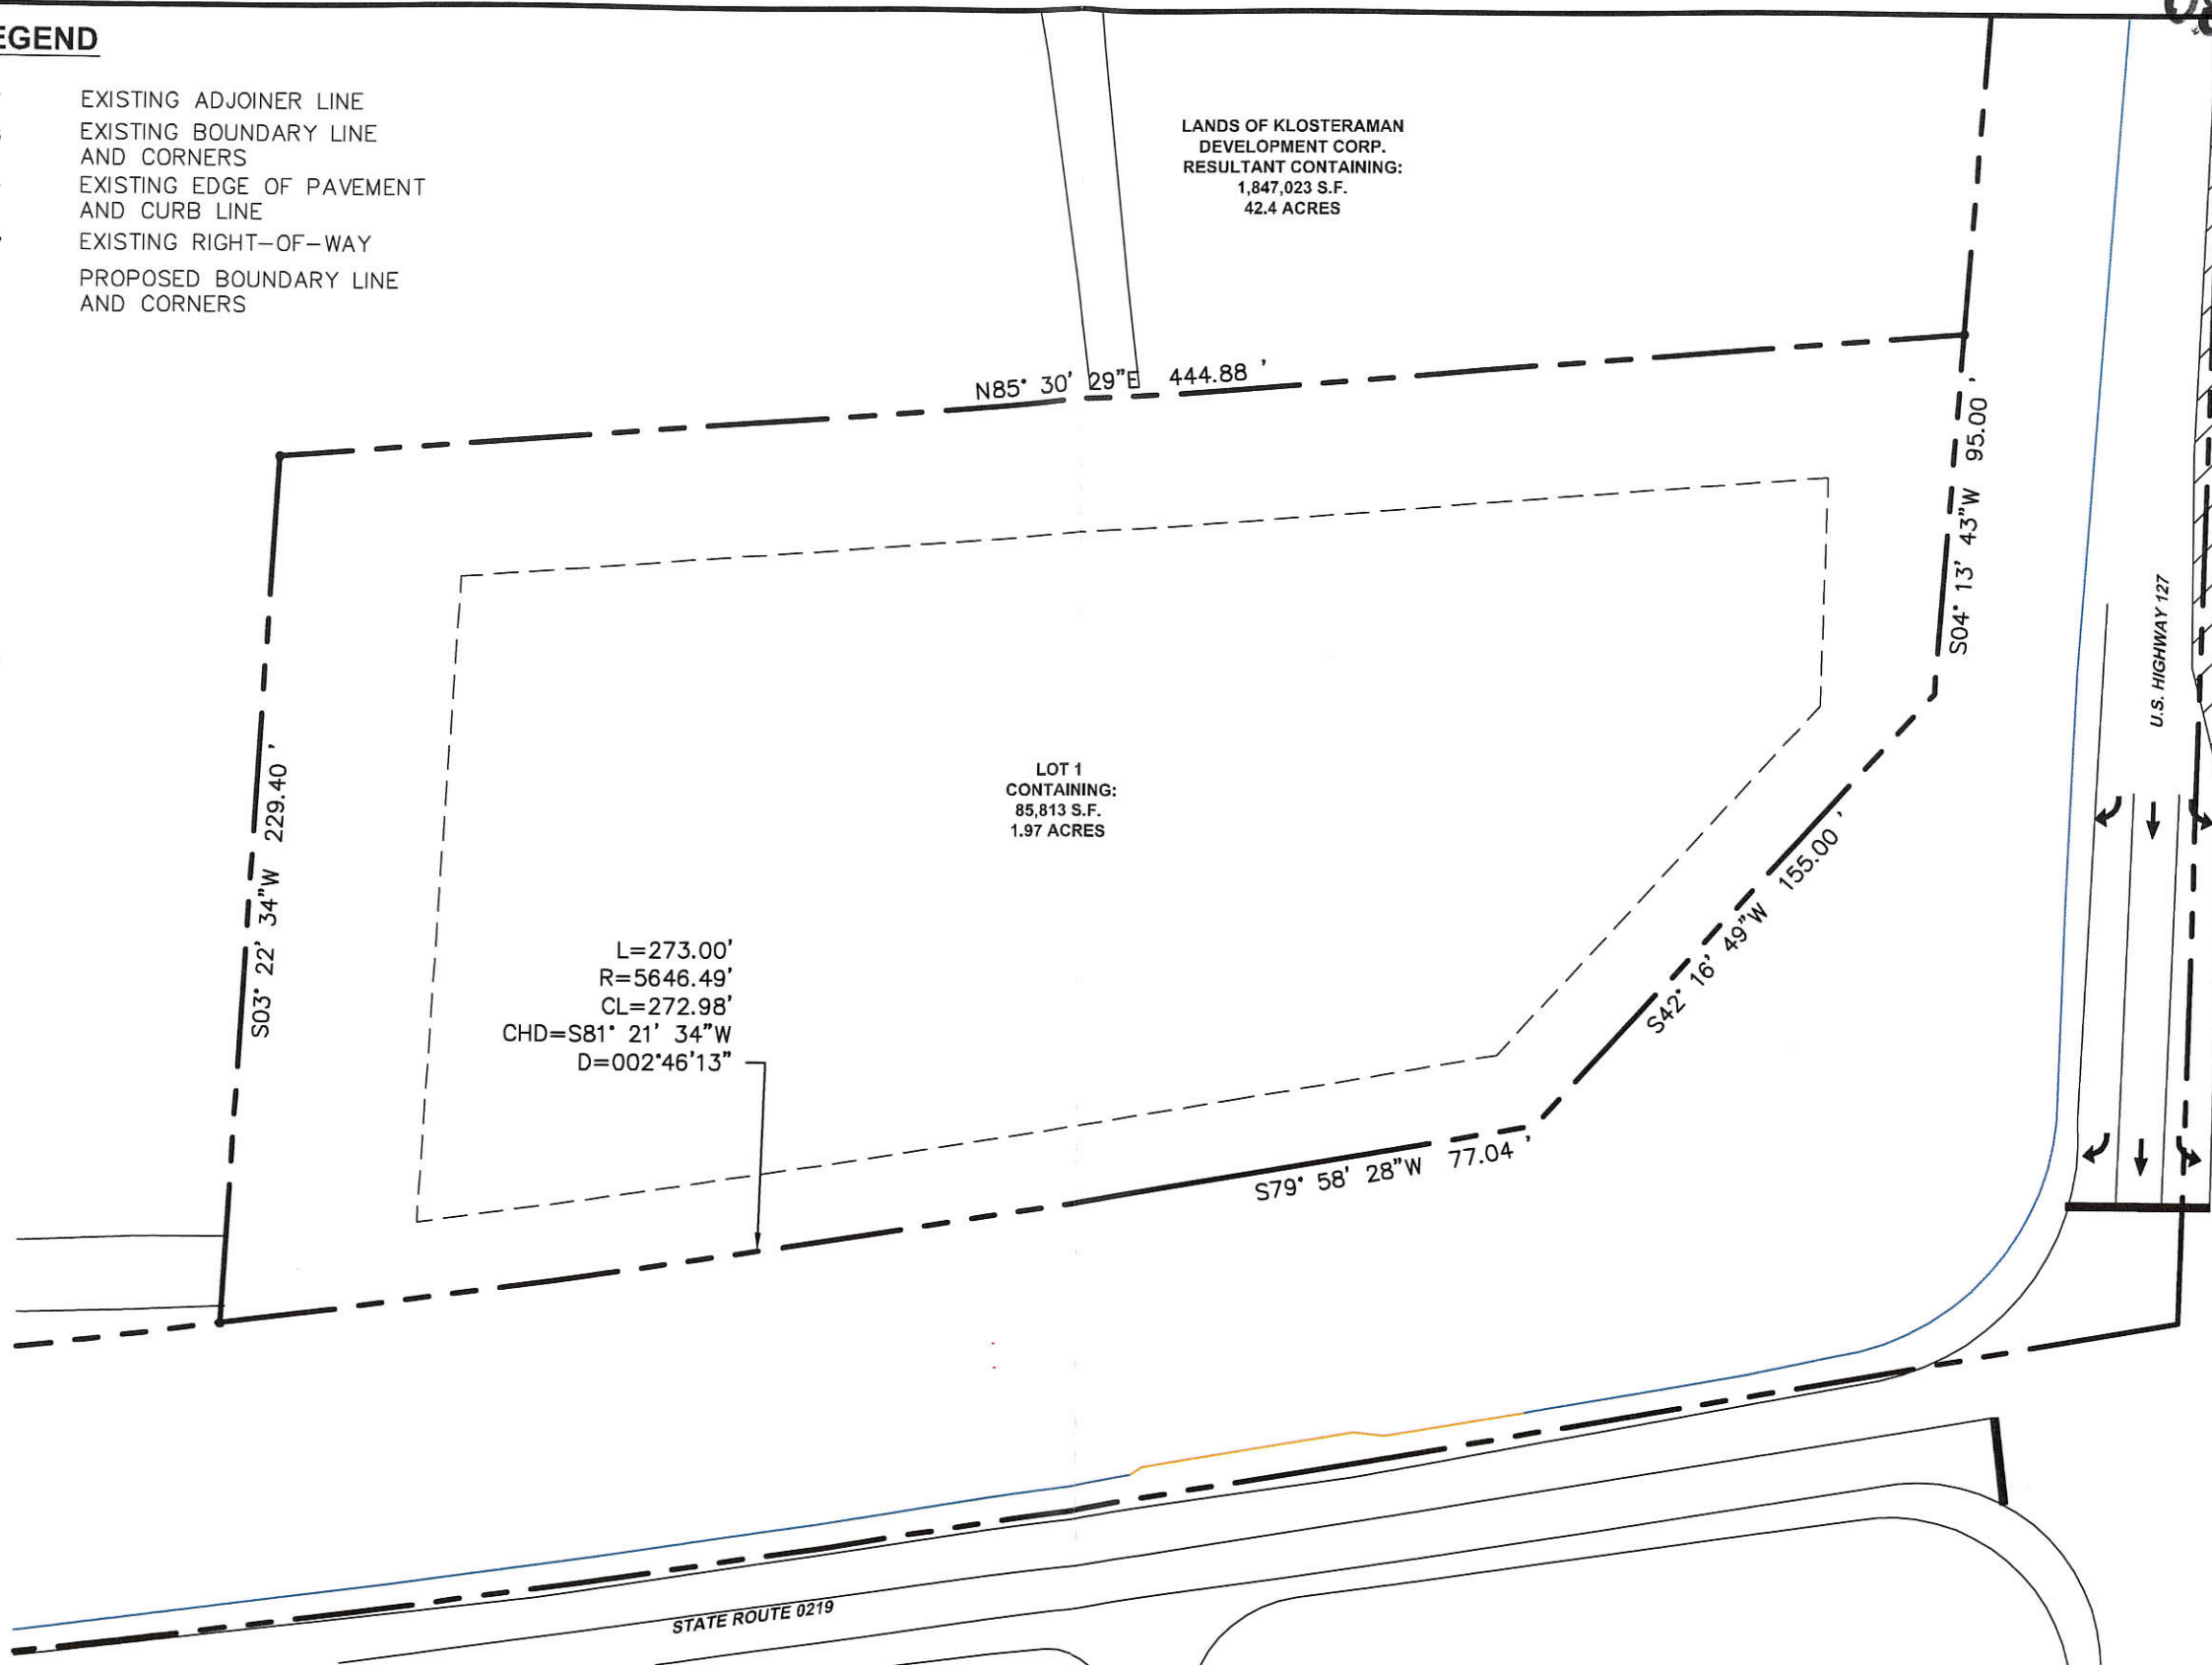 EGEND
EXISTING ADJOINER LINE
EXISTING BOUNDARY LINE
AND CORNERS
EXISTING EDGE OF PAVEMENT
AND CURB LINE
EXISTING RIGHT-OF-WAY
PROPOSED BOUNDARY LINE
AND CORNERS
LANDS OF KLOSTERAMAN
DEVELOPMENT CORP.
RESULTANT CONTAINING:
1,847,023 S.F.
42.4 ACRES
N85° 30' 29"E 444.88 '
S04° 13' 43"W 95.00 '
U.S. HIGHWAY 127
S03° 22' 34"W 229.40 '
LOT 1
CONTAINING:
85,813 S.F.
1.97 ACRES
S42° 16' 49"W 155.00 '
L=273.00'
R=5646.49'
CL=272.98'
CHD=S81° 21' 34"W
D=002°46'13"
S79° 58' 28"W 77.04 '
STATE ROUTE 0219